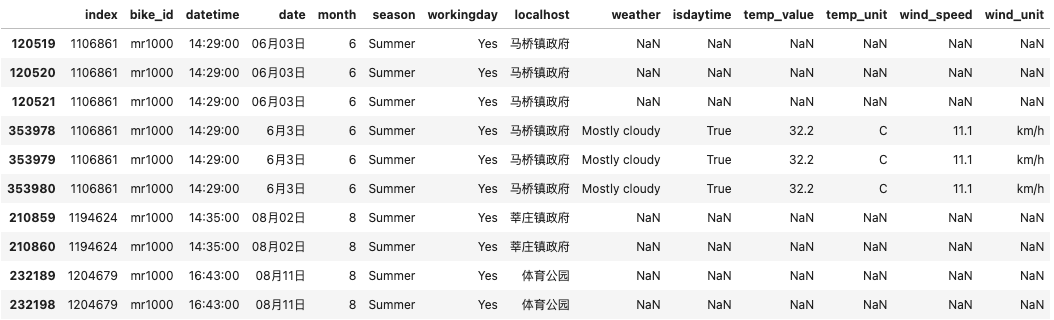 index bike_id datetime date month season workingday localhost weather isdaytime temp_value temp_unit wind_speed wind_unit
120519 1106861 mr1000 14:29:00 06月03日 6 Summer Yes 马桥镇政府 NaN NaN NaN NaN NaN NaN
120520 1106861 mr1000 14:29:00 06月03日 6 Summer Yes 马桥镇政府 NaN NaN NaN NaN NaN NaN
120521 1106861 mr1000 14:29:00 06月03日 6 Summer Yes 马桥镇政府 NaN NaN NaN NaN NaN NaN
353978 1106861 mr1000 14:29:00 6月3日 6 Summer Yes 马桥镇政府 Mostly cloudy True 32.2 C 11.1 km/h
353979 1106861 mr1000 14:29:00 6月3日 6 Summer Yes 马桥镇政府 Mostly cloudy True 32.2 C 11.1 km/h
353980 1106861 mr1000 14:29:00 6月3日 6 Summer Yes 马桥镇政府 Mostly cloudy True 32.2 C 11.1 km/h
210859 1194624 mr1000 14:35:00 08月02日 8 Summer Yes 莘庄镇政府 NaN NaN NaN NaN NaN NaN
210860 1194624 mr1000 14:35:00 08月02日 8 Summer Yes 莘庄镇政府 NaN NaN NaN NaN NaN NaN
232189 1204679 mr1000 16:43:00 08月11日 8 Summer Yes 体育公园 NaN NaN NaN NaN NaN NaN
232198 1204679 mr1000 16:43:00 08月11日 8 Summer Yes 体育公园 NaN NaN NaN NaN NaN NaN